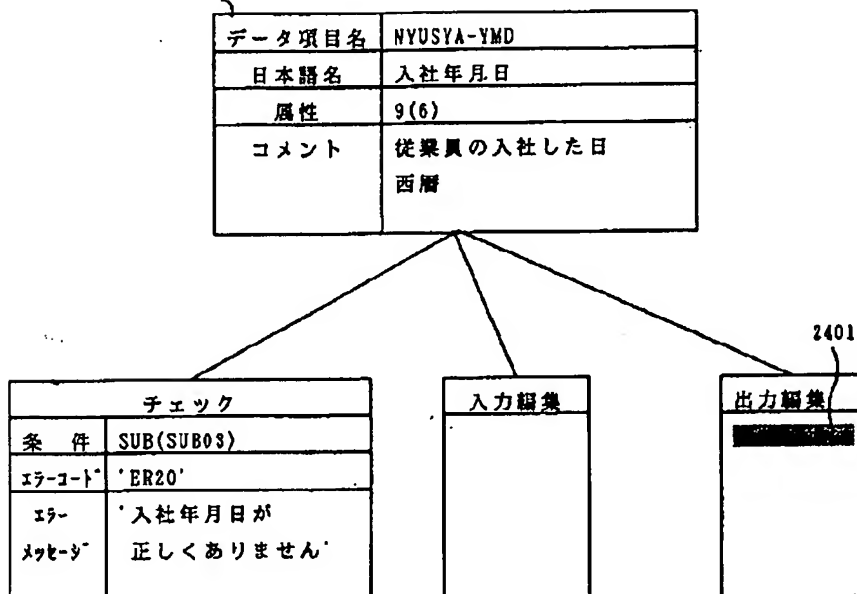 データ項目名 NYUSYA-YMD
日本語名 入社年月日
属性 9(6)
コメント 従業員の入社した日
西暦
2401
チェック
条件 SUB(SUB03)
エラーコード 'ER20'
エラー '入社年月日が
メッセージ 正しくありません'
入力編集
出力編集